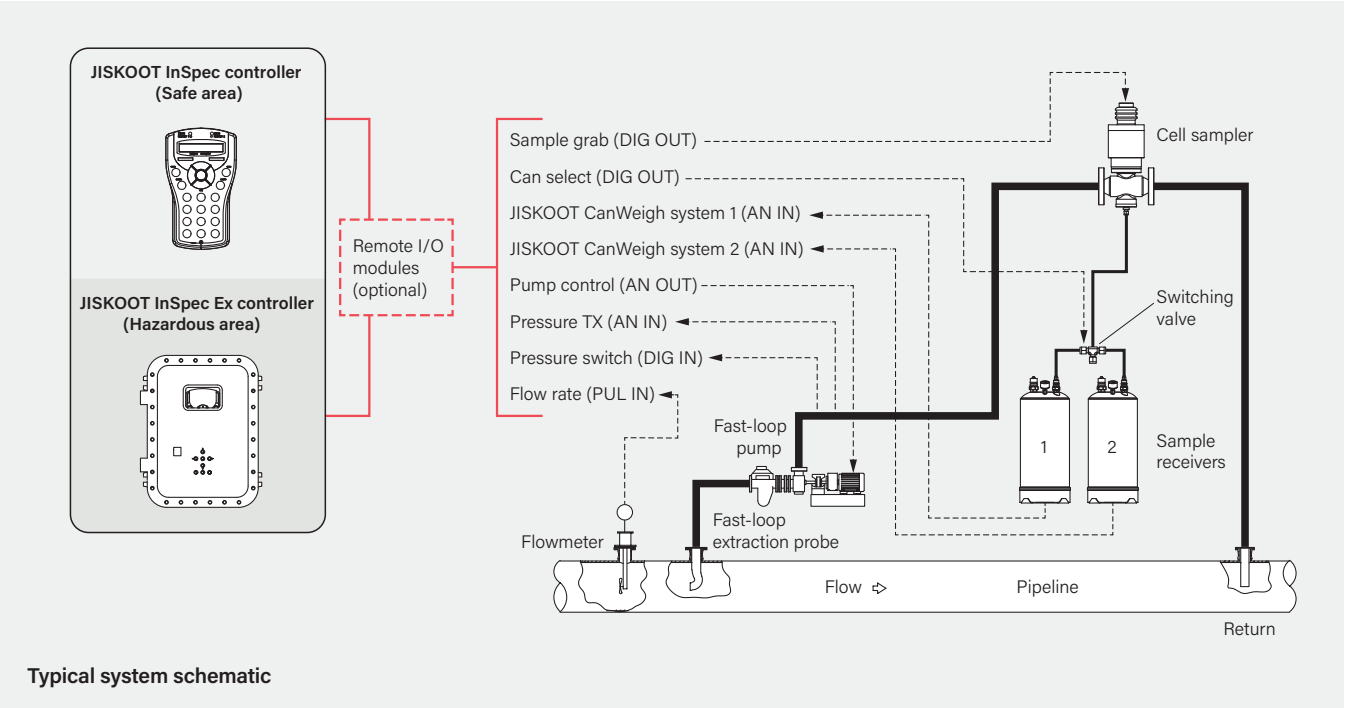 JISKOOT InSpec controller
(Safe area)
JISKOOT InSpec Ex controller
(Hazardous area)
Remote I/O
modules
(optional)
Sample grab (DIG OUT)
Can select (DIG OUT)
JISKOOT CanWeigh system 1 (AN IN)
JISKOOT CanWeigh system 2 (AN IN)
Pump control (AN OUT)
Pressure TX (AN IN)
Pressure switch (DIG IN)
Flow rate (PUL IN)
Cell sampler
Switching
valve
1
2
Sample
receivers
Fast-loop
pump
Fast-loop
extraction probe
Flowmeter
Flow
Pipeline
Return
Typical system schematic